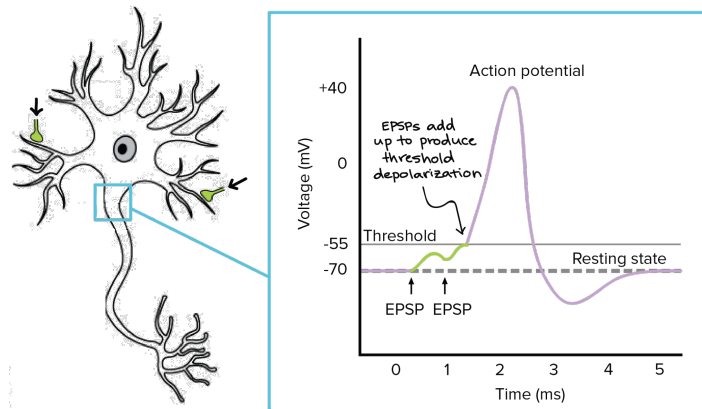 Action potential
+40
EPSPs add
up to produce
threshold
depolarization
0
Voltage (mV)
-55
Threshold
-70
Resting state
EPSP EPSP
0 1 2 3 4 5
Time (ms)